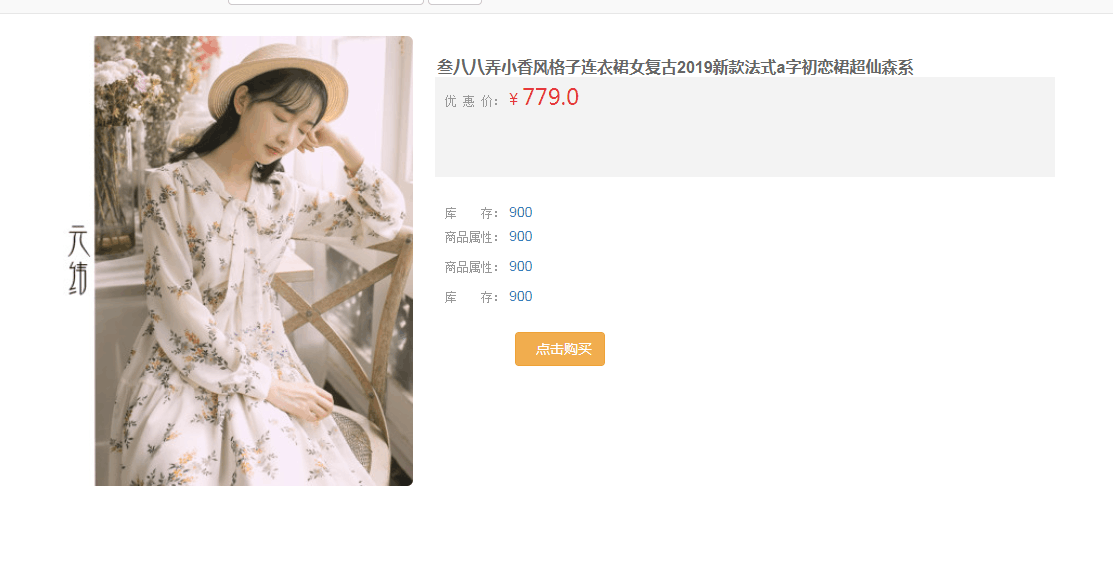 元
纬
叁八八弄小香风格子连衣裙女复古2019新款法式a字初恋裙超仙森系
优 惠 价： ¥ 779.0
库 存： 900
商品属性： 900
商品属性： 900
库 存： 900
点击购买